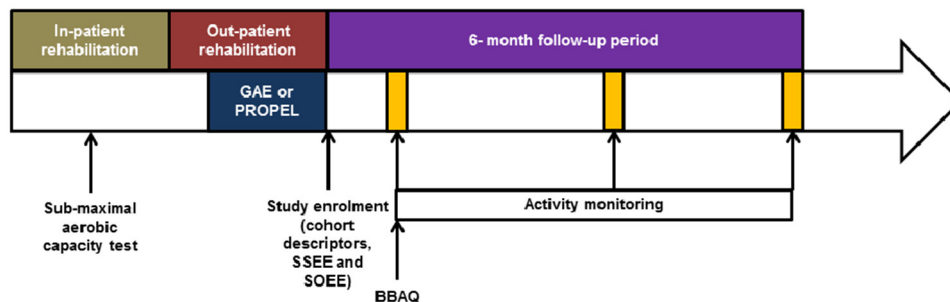 In-patient
rehabilitation
Out-patient
rehabilitation
6- month follow-up period
GAE or
PROPEL
Sub-maximal
aerobic
capacity test
Study enrolment
(cohort
descriptors,
SSEE and
SOEE)
Activity monitoring
BBAQ